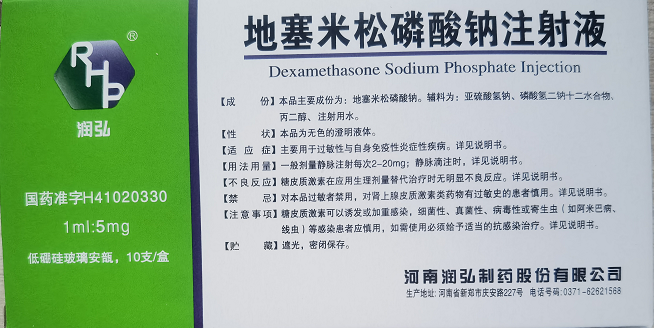 RHP
®
润弘
国药准字H41020330
1ml:5mg
低硼硅玻璃安瓿，10支/盒
地塞米松磷酸钠注射液
Dexamethasone Sodium Phosphate Injection
【成　份】本品主要成份为：地塞米松磷酸钠。辅料为：亚硫酸氢钠、磷酸氢二钠十二水合物、
丙二醇、注射用水。
【性　状】本品为无色的澄明液体。
【适 应 症】主要用于过敏性与自身免疫性炎症性疾病。详见说明书。
【用法用量】一般剂量静脉注射每次2-20mg；静脉滴注时，详见说明书。
【不良反应】糖皮质激素在应用生理剂量替代治疗时无明显不良反应。详见说明书。
【禁　忌】对本品过敏者禁用，对肾上腺皮质激素类药物有过敏史的患者慎用。详见说明书。
【注意事项】糖皮质激素可以诱发或加重感染，细菌性、真菌性、病毒性或寄生虫（如阿米巴病、
线虫）等感染患者应慎用，如需使用必须给予适当的抗感染治疗。详见说明书。
【贮　藏】遮光，密闭保存。
河南润弘制药股份有限公司
生产地址：河南省新郑市庆安路227号 电话号码:0371-62621568